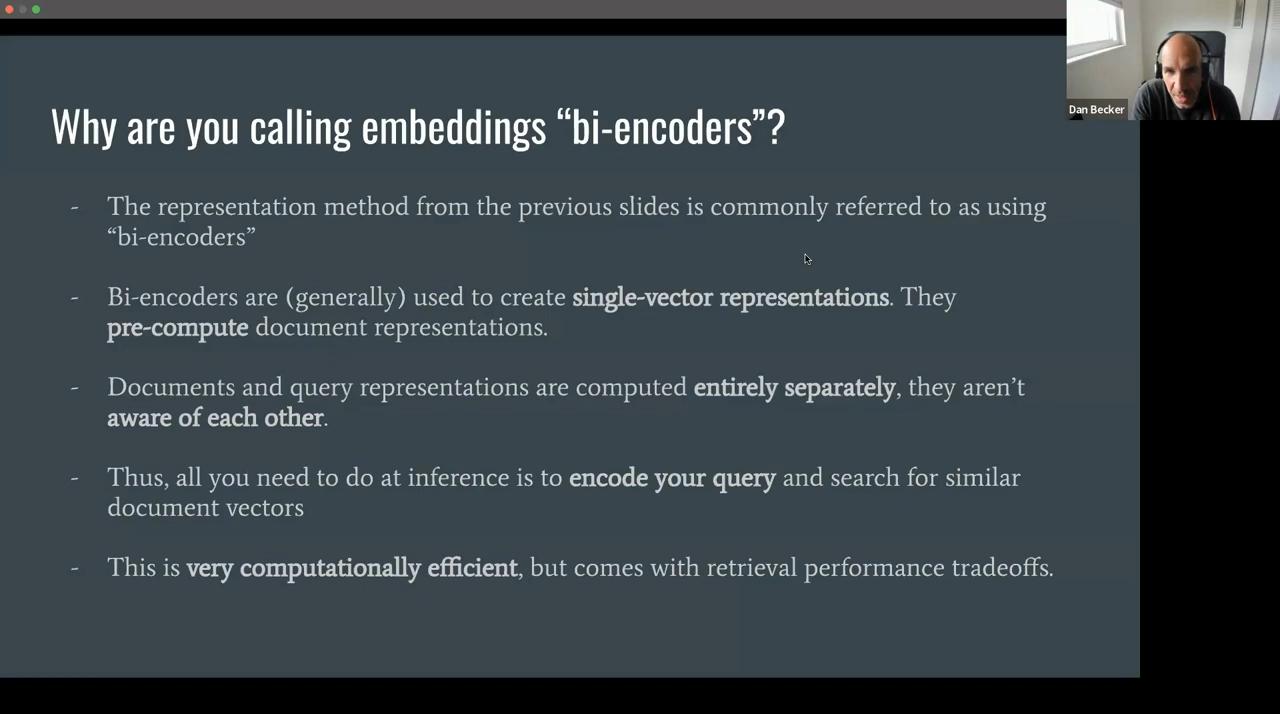 Why are you calling embeddings “bi-encoders”?
Dan Becker
- The representation method from the previous slides is commonly referred to as using
“bi-encoders”
- Bi-encoders are (generally) used to create single-vector representations. They
pre-compute document representations.
- Documents and query representations are computed entirely separately, they aren’t
aware of each other.
- Thus, all you need to do at inference is to encode your query and search for similar
document vectors
- This is very computationally efficient, but comes with retrieval performance tradeoffs.